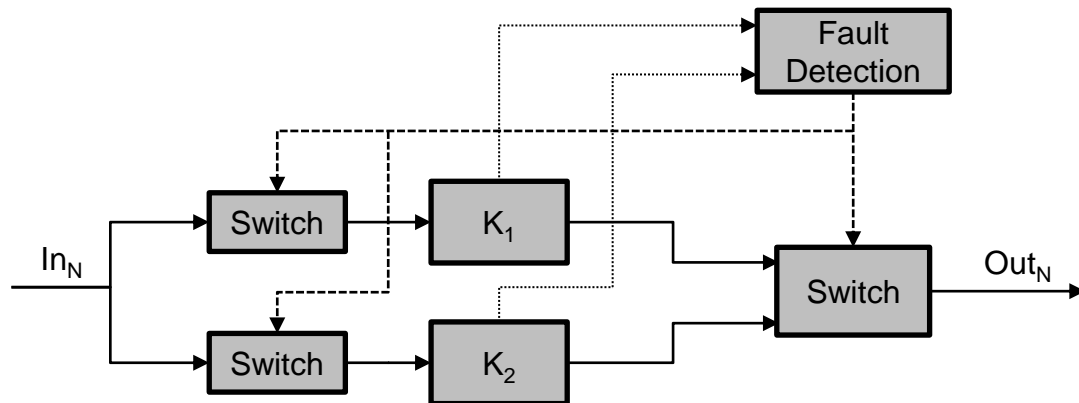 Fault
Detection
Switch
K₁
In_N
Switch
Out_N
Switch
K₂